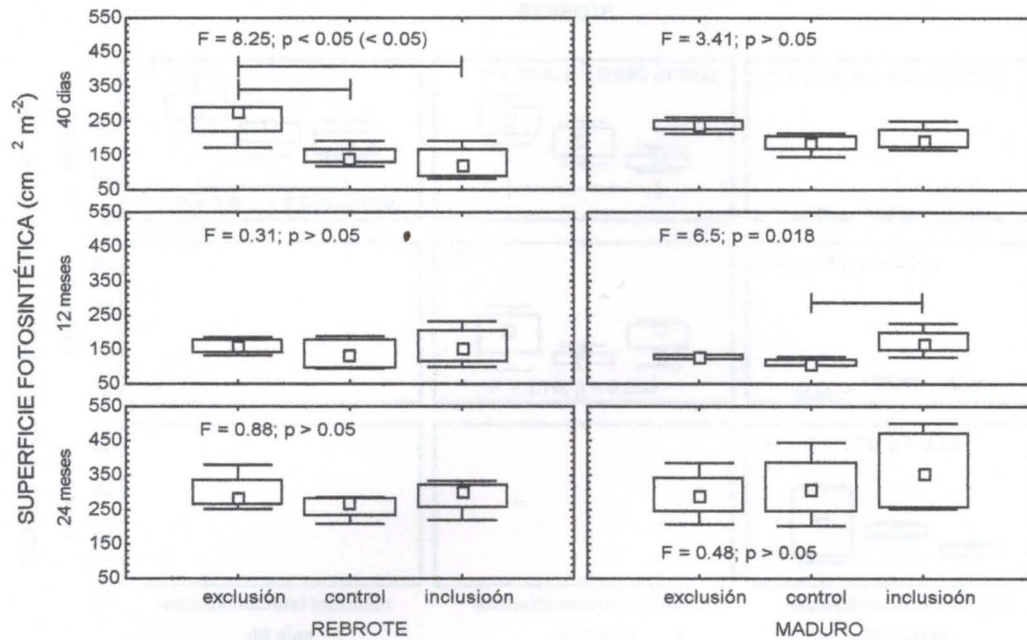 SUPERFICIE FOTOSINTÉTICA (cm² m⁻²)
40 dias
550
450
350
250
150
50
F = 8.25; p < 0.05 (< 0.05)
F = 3.41; p > 0.05
12 meses
550
450
350
250
150
50
F = 0.31; p > 0.05
F = 6.5; p = 0.018
24 meses
550
450
350
250
150
50
F = 0.88; p > 0.05
F = 0.48; p > 0.05
exclusión control inclusioón exclusión control inclusioón
REBROTE MADURO